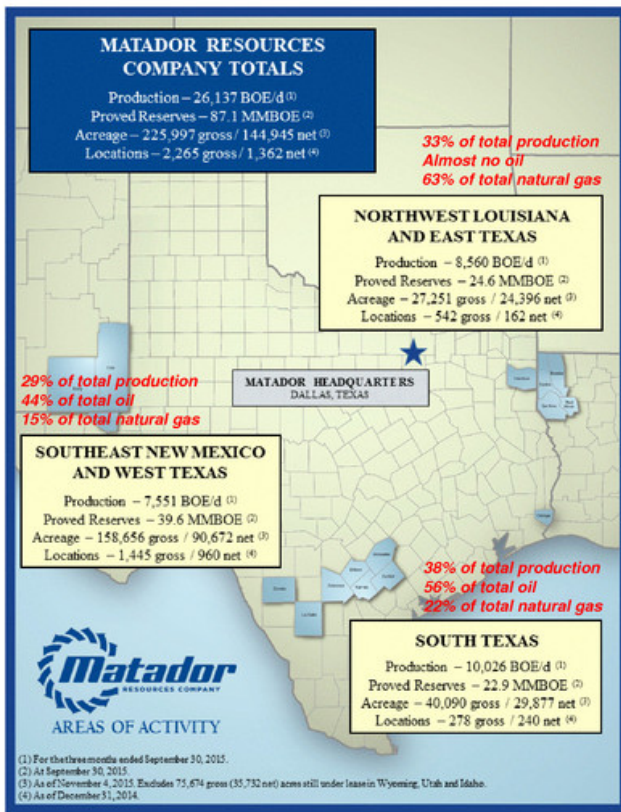 MATADOR RESOURCES
COMPANY TOTALS
Production – 26,137 BOE/d (1)
Proved Reserves – 87.1 MMBOE (2)
Acreage – 225,997 gross / 144,945 net (3)
Locations – 2,265 gross / 1,362 net (4)
33% of total production
Almost no oil
63% of total natural gas
NORTHWEST LOUISIANA
AND EAST TEXAS
Production – 8,560 BOE/d (1)
Proved Reserves – 24.6 MMBOE (2)
Acreage – 27,251 gross / 24,396 net (3)
Locations – 542 gross / 162 net (4)
MATADOR HEADQUARTERS
DALLAS, TEXAS
29% of total production
44% of total oil
15% of total natural gas
SOUTHEAST NEW MEXICO
AND WEST TEXAS
Production – 7,551 BOE/d (1)
Proved Reserves – 39.6 MMBOE (2)
Acreage – 158,656 gross / 90,672 net (3)
Locations – 1,445 gross / 960 net (4)
38% of total production
56% of total oil
22% of total natural gas
SOUTH TEXAS
Production – 10,026 BOE/d (1)
Proved Reserves – 22.9 MMBOE (2)
Acreage – 40,090 gross / 29,877 net (3)
Locations – 278 gross / 240 net (4)
Matador
RESOURCES COMPANY
AREAS OF ACTIVITY
(1) For the three months ended September 30, 2015.
(2) At September 30, 2015.
(3) As of November 4, 2015. Excludes 75,674 gross (35,732 net) acres still under lease in Wyoming, Utah and Idaho.
(4) As of December 31, 2014.